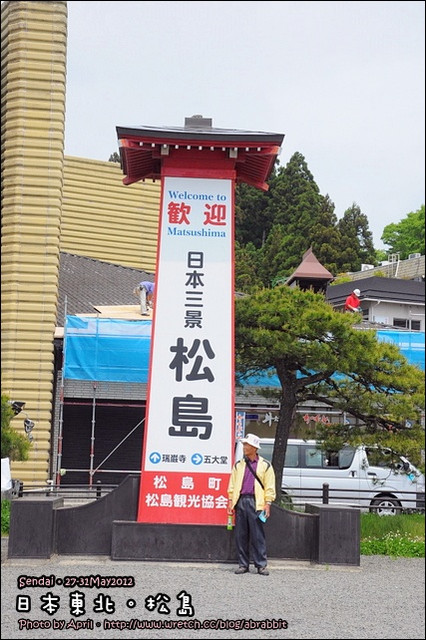 Welcome to
歓迎
Matsushima
日本三景
松島
瑞巌寺 五大堂
松島町
松島観光協会
Sendai・27-31May2012
日本東北・松島
Photo by April・http://www.wretch.cc/blog/abrabbit